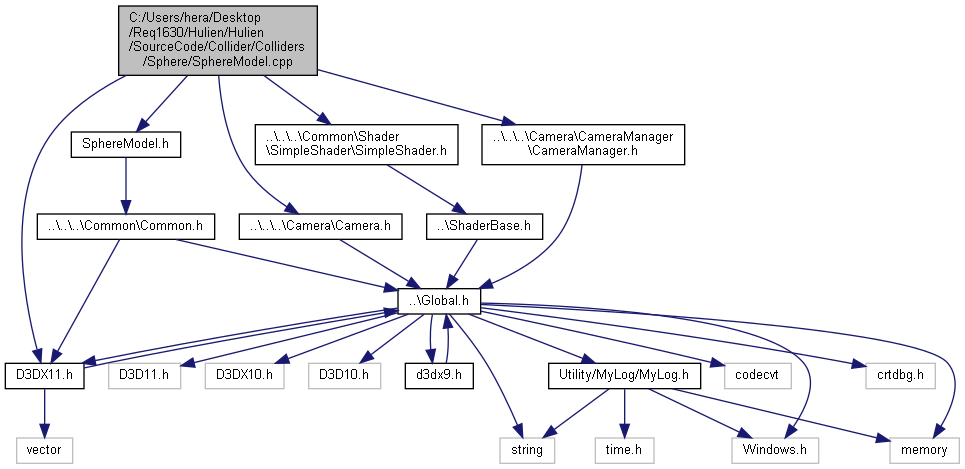 C:/Users/hera/Desktop
/Req1630/Hulien/Hulien
/SourceCode/Collider/Colliders
/Sphere/SphereModel.cpp
SphereModel.h
..\..\..\Common\Shader
\SimpleShader\SimpleShader.h
..\..\..\Camera\CameraManager
\CameraManager.h
..\..\..\Common\Common.h
..\..\..\Camera\Camera.h
..\ShaderBase.h
..\Global.h
D3DX11.h
D3D11.h
D3DX10.h
D3D10.h
d3dx9.h
Utility/MyLog/MyLog.h
codecvt
crtdbg.h
vector
string
time.h
Windows.h
memory